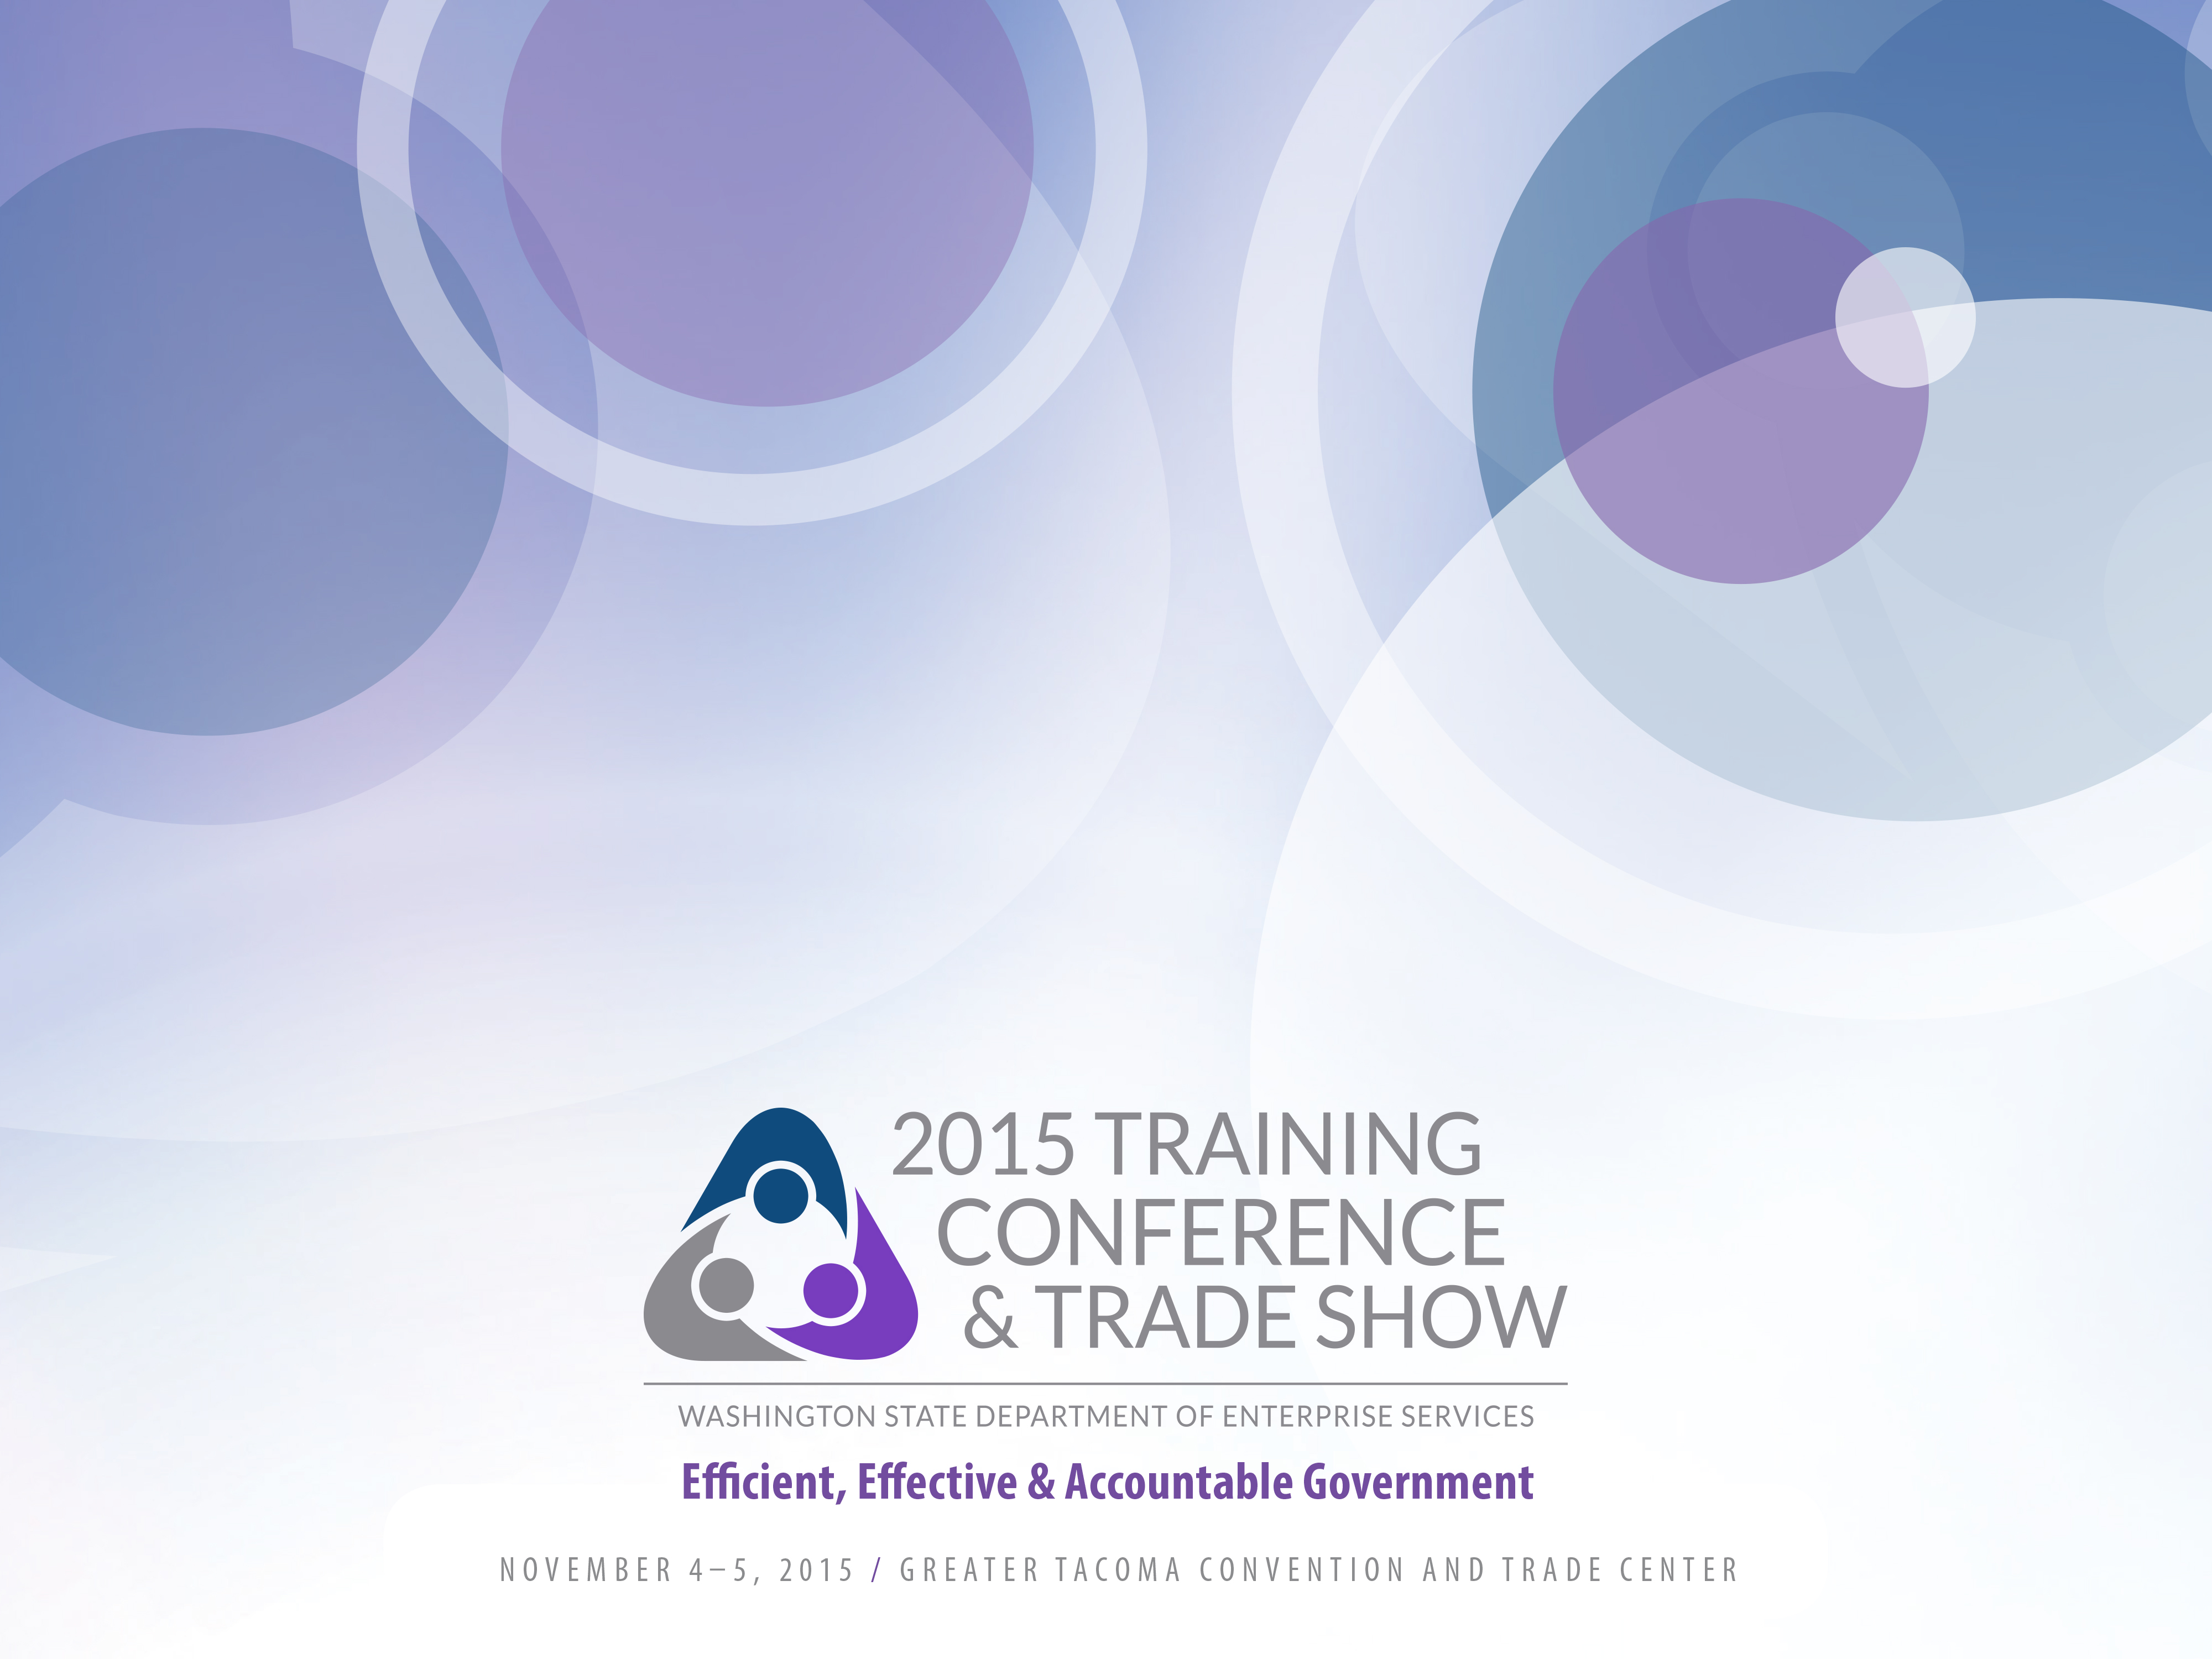 2015 TRAINING
CONFERENCE
& TRADE SHOW
WASHINGTON STATE DEPARTMENT OF ENTERPRISE SERVICES
Efficient, Effective & Accountable Government
NOVEMBER 4–5, 2015 / GREATER TACOMA CONVENTION AND TRADE CENTER